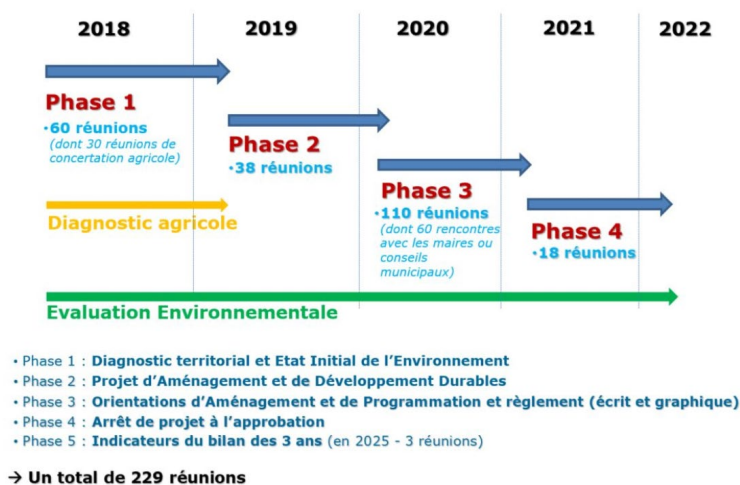 2018 2019 2020 2021 2022
Phase 1
•60 réunions
(dont 30 réunions de
concertation agricole)
Phase 2
•38 réunions
Phase 3
•110 réunions
(dont 60 rencontres
avec les maires ou
conseils
municipaux)
Phase 4
•18 réunions
Diagnostic agricole
Evaluation Environnementale
• Phase 1 : Diagnostic territorial et Etat Initial de l'Environnement
• Phase 2 : Projet d'Aménagement et de Développement Durables
• Phase 3 : Orientations d'Aménagement et de Programmation et règlement (écrit et graphique)
• Phase 4 : Arrêt de projet à l'approbation
• Phase 5 : Indicateurs du bilan des 3 ans (en 2025 - 3 réunions)
→ Un total de 229 réunions